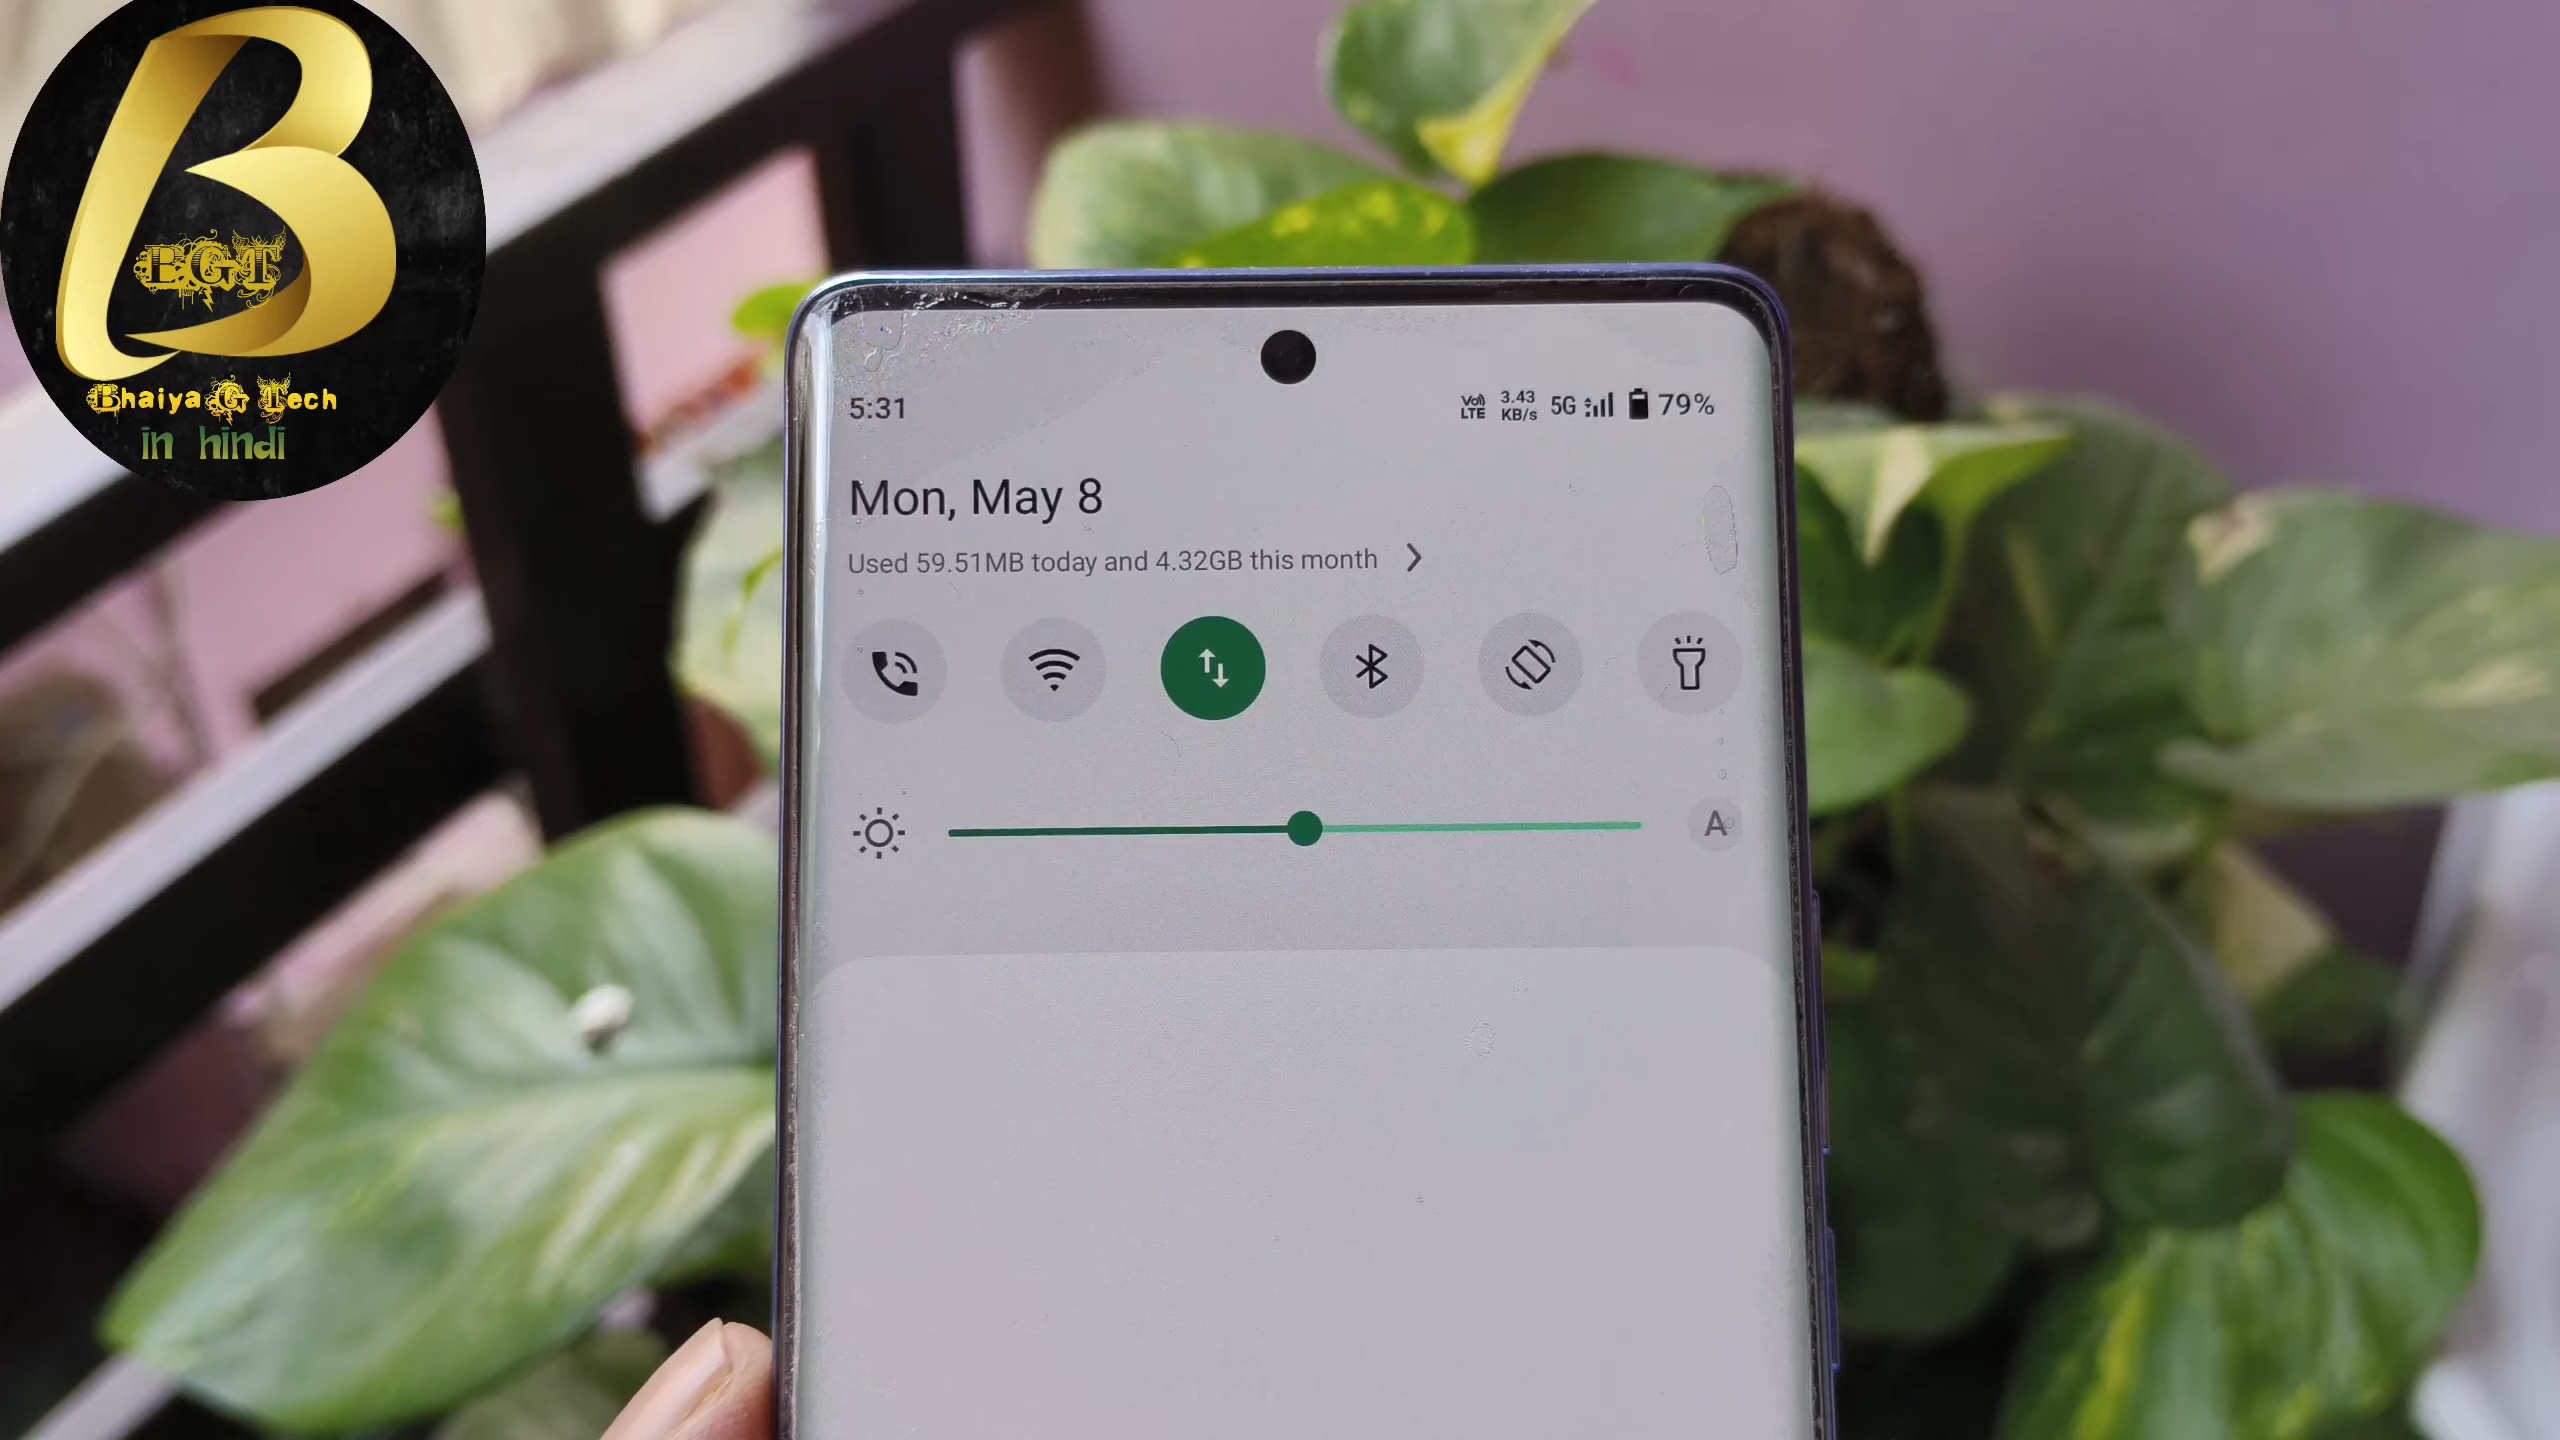 BGT
Bhaiya G Tech
in hindi
5:31
Vo) LTE 3.43 KB/s 5G 79%
Mon, May 8
Used 59.51MB today and 4.32GB this month
A